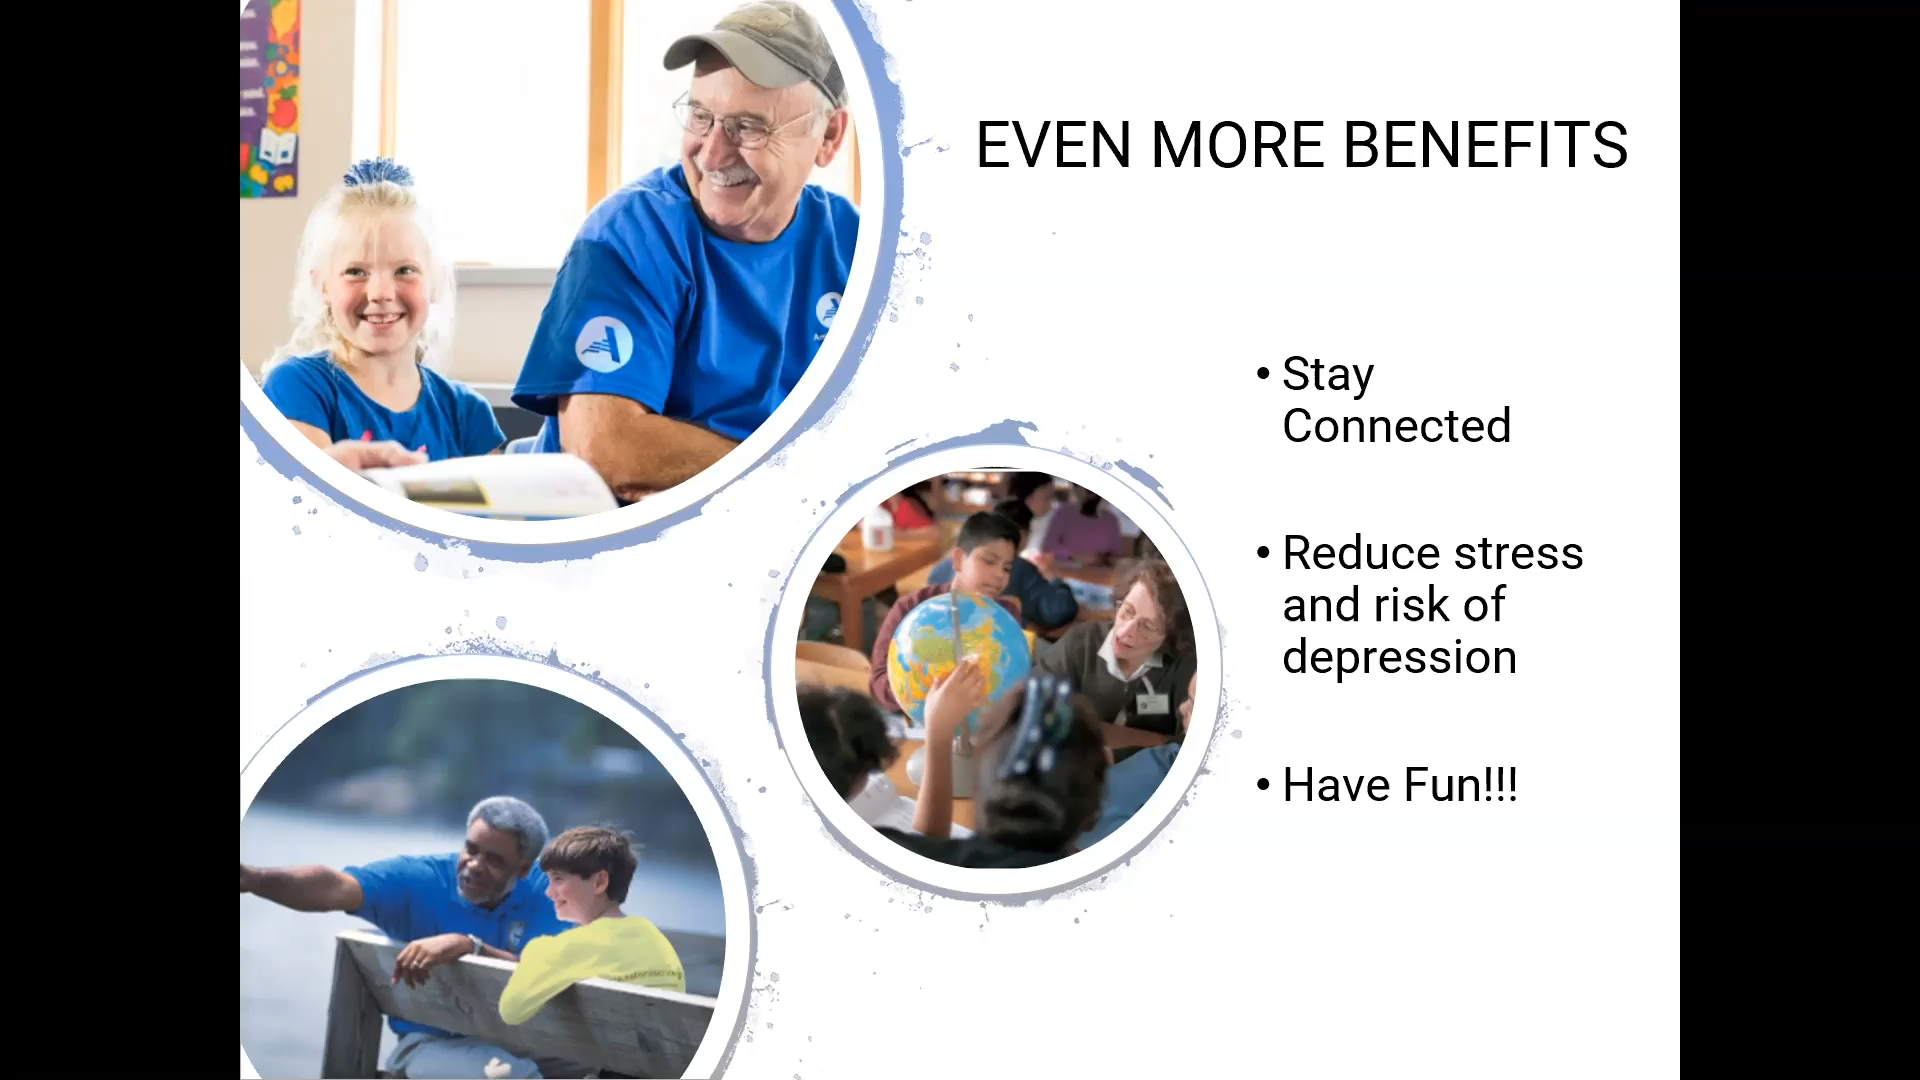 EVEN MORE BENEFITS
• Stay
Connected
• Reduce stress
and risk of
depression
• Have Fun!!!